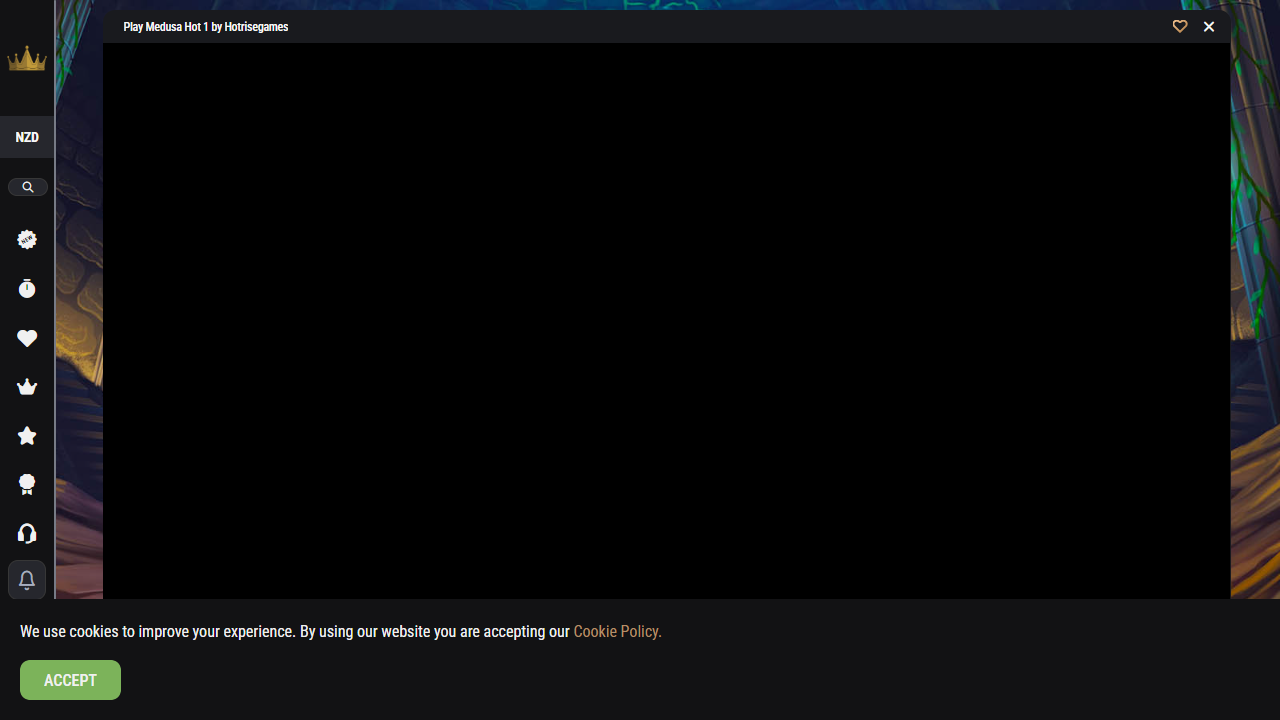 Play Medusa Hot 1 by Hotrisegames
NZD
NEW
We use cookies to improve your experience. By using our website you are accepting our Cookie Policy.
ACCEPT